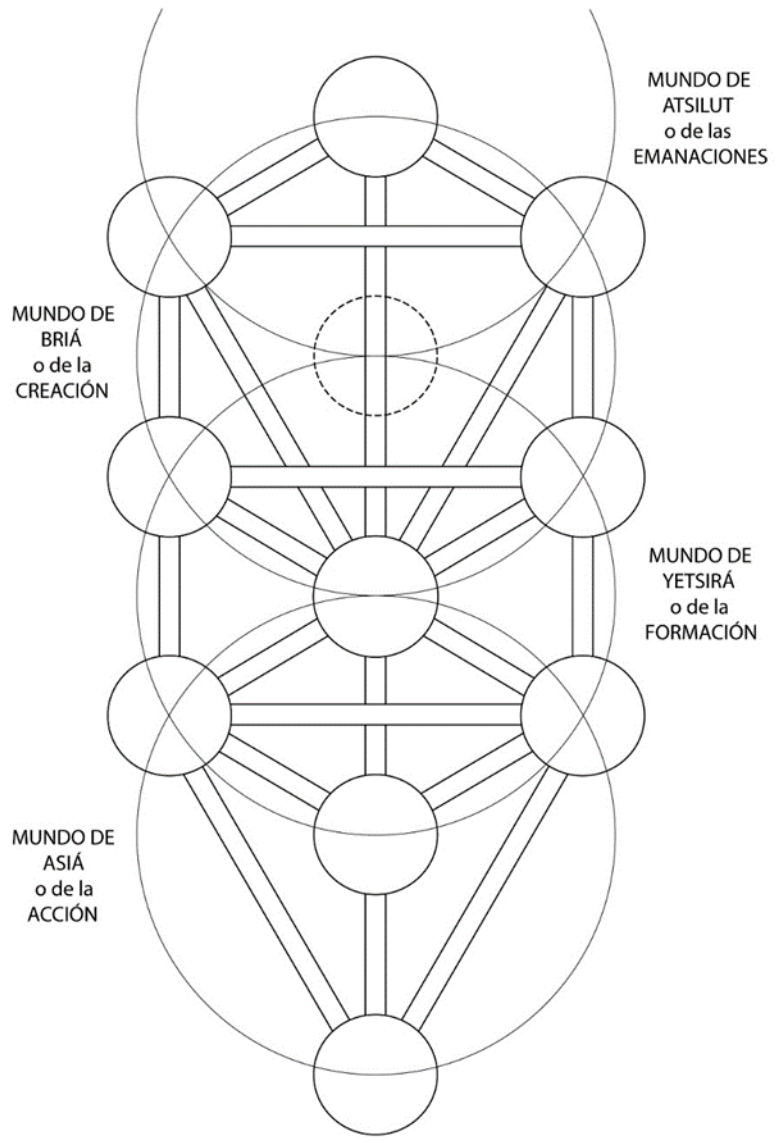 MUNDO DE
ATSILUT
o de las
EMANACIONES
MUNDO DE
BRIÁ
o de la
CREACIÓN
MUNDO DE
YETSIRÁ
o de la
FORMACIÓN
MUNDO DE
ASIÁ
o de la
ACCIÓN